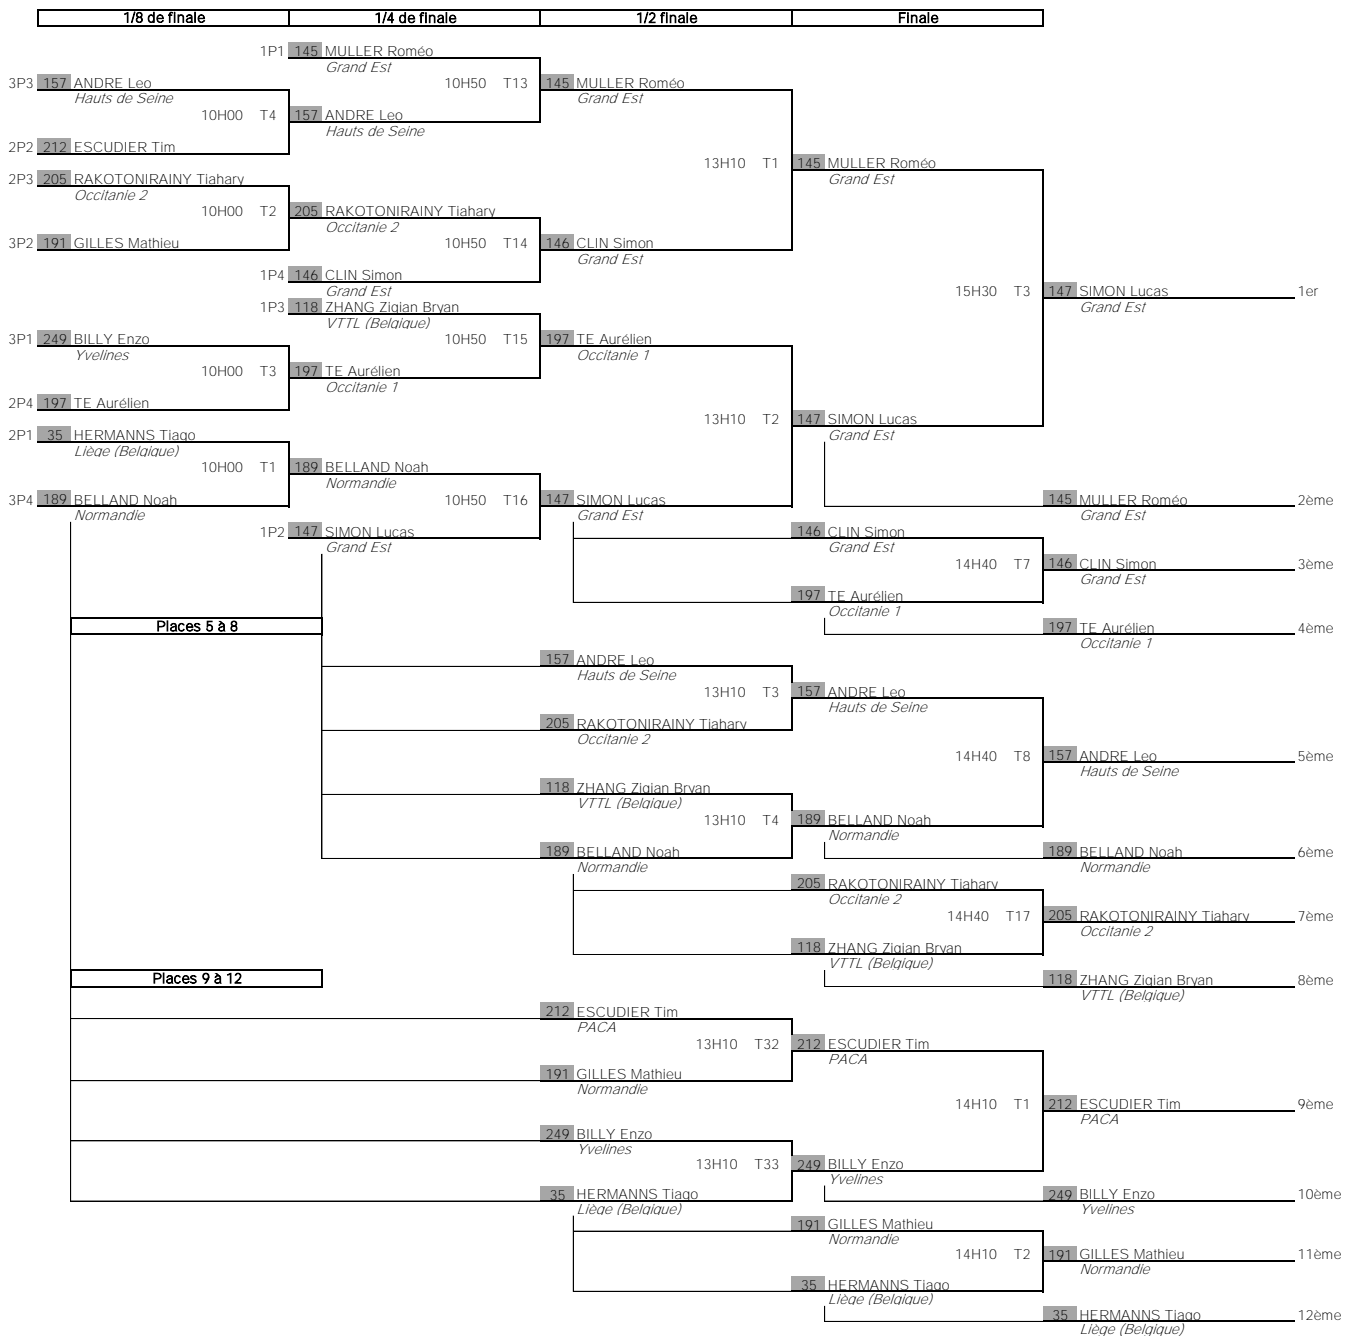 1/8 de finale 1/4 de finale 1/2 finale Finale
1P1 145 MULLER Roméo
Grand Est
3P3 157 ANDRE Leo 10H50 T13 145 MULLER Roméo
Hauts de Seine Grand Est
10H00 T4 157 ANDRE Leo
Hauts de Seine
2P2 212 ESCUDIER Tim
13H10 T1 145 MULLER Roméo
2P3 205 RAKOTONIRAINY Tiahary Grand Est
Occitanie 2
10H00 T2 205 RAKOTONIRAINY Tiahary
Occitanie 2
3P2 191 GILLES Mathieu 10H50 T14 146 CLIN Simon
Grand Est
1P4 146 CLIN Simon
Grand Est 15H30 T3 147 SIMON Lucas 1er
1P3 118 ZHANG Ziqian Bryan Grand Est
VTTL (Belgique)
3P1 249 BILLY Enzo 10H50 T15 197 TE Aurélien
Yvelines Occitanie 1
10H00 T3 197 TE Aurélien
Occitanie 1
2P4 197 TE Aurélien
13H10 T2 147 SIMON Lucas
2P1 35 HERMANNS Tiago Grand Est
Liège (Belgique)
10H00 T1 189 BELLAND Noah
Normandie
3P4 189 BELLAND Noah 10H50 T16 147 SIMON Lucas 145 MULLER Roméo 2ème
Normandie Grand Est Grand Est
1P2 147 SIMON Lucas 146 CLIN Simon
Grand Est Grand Est
14H40 T7 146 CLIN Simon 3ème
Grand Est
197 TE Aurélien
Occitanie 1
Places 5 à 8 197 TE Aurélien 4ème
Occitanie 1
157 ANDRE Leo
Hauts de Seine
13H10 T3 157 ANDRE Leo
Hauts de Seine
205 RAKOTONIRAINY Tiahary
Occitanie 2
14H40 T8 157 ANDRE Leo 5ème
Hauts de Seine
118 ZHANG Ziqian Bryan
VTTL (Belgique)
13H10 T4 189 BELLAND Noah
Normandie
189 BELLAND Noah 189 BELLAND Noah 6ème
Normandie Normandie
205 RAKOTONIRAINY Tiahary
Occitanie 2
14H40 T17 205 RAKOTONIRAINY Tiahary 7ème
Occitanie 2
118 ZHANG Ziqian Bryan
VTTL (Belgique)
Places 9 à 12 118 ZHANG Ziqian Bryan 8ème
VTTL (Belgique)
212 ESCUDIER Tim
PACA
13H10 T32 212 ESCUDIER Tim
PACA
191 GILLES Mathieu
Normandie
14H10 T1 212 ESCUDIER Tim 9ème
PACA
249 BILLY Enzo
Yvelines
13H10 T33 249 BILLY Enzo
Yvelines
35 HERMANNS Tiago 249 BILLY Enzo 10ème
Liège (Belgique) Yvelines
191 GILLES Mathieu
Normandie
14H10 T2 191 GILLES Mathieu 11ème
Normandie
35 HERMANNS Tiago
Liège (Belgique)
35 HERMANNS Tiago 12ème
Liège (Belgique)